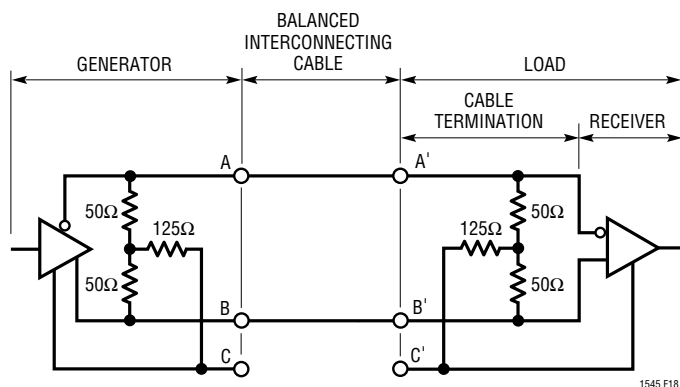 BALANCED
INTERCONNECTING
CABLE
GENERATOR
LOAD
CABLE
TERMINATION
RECEIVER
A
A'
50Ω
125Ω
50Ω
125Ω
50Ω
50Ω
B
B'
C
C'
1545 F18